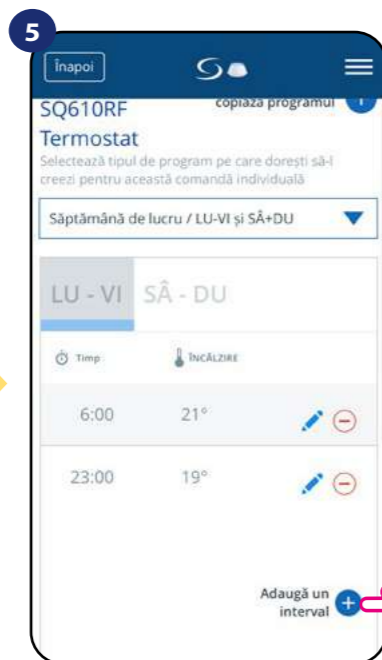 5
Înapoi
copiaza programul
SQ610RF
Termostat
Selectează tipul de program pe care dorești să-l
creezi pentru această comandă individuală
Săptămână de lucru / LU-VI și SÂ+DU
LU - VI SÂ - DU
Timp ÎNCĂLZIRE
6:00 21°
23:00 19°
Adaugă un
interval